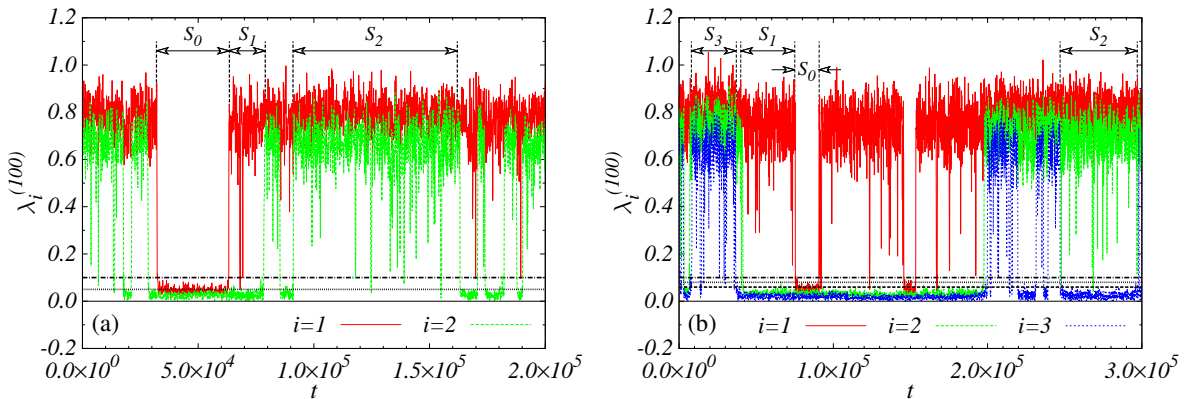 S_0 S_1 S_2
1.2
1.0
0.8
0.6
0.4
0.2
0.0
-0.2
λ_i^(100)
(a) i=1 i=2
0.0×10^0 5.0×10^4 1.0×10^5 1.5×10^5 2.0×10^5
t
S_3 S_1 S_0 S_2
1.2
1.0
0.8
0.6
0.4
0.2
0.0
-0.2
λ_i^(100)
(b) i=1 i=2 i=3
0.0×10^0 1.0×10^5 2.0×10^5 3.0×10^5
t